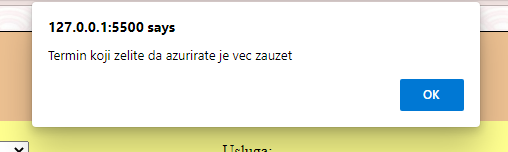 127.0.0.1:5500 says
Termin koji zelite da azurirate je vec zauzet
OK
Usluga: